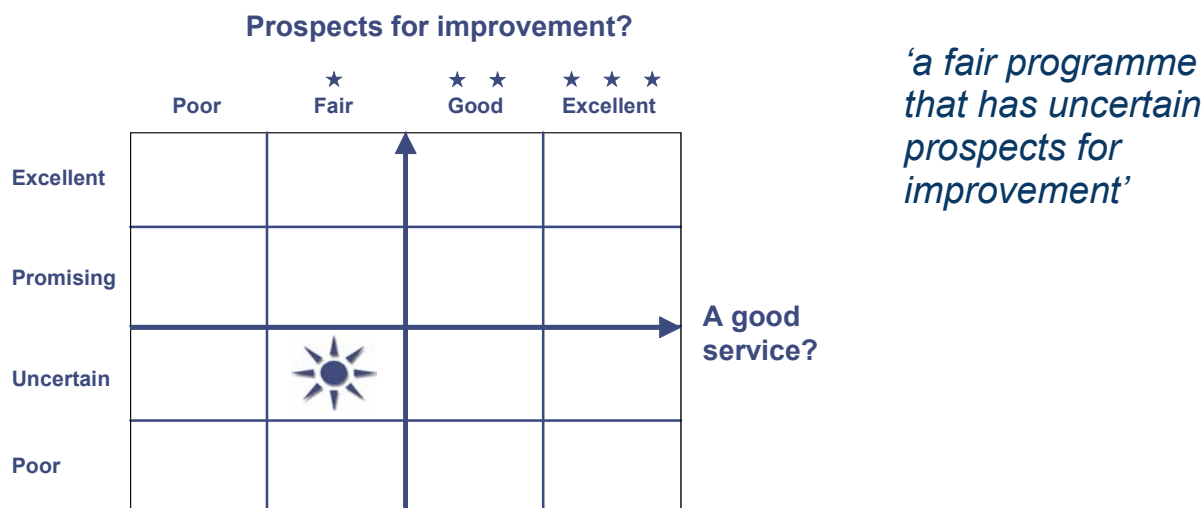 Prospects for improvement?
‘a fair programme
that has uncertain
prospects for
improvement’
★ ★ ★ ★ ★ ★
Poor Fair Good Excellent
Excellent
Promising
A good
service?
Uncertain
Poor